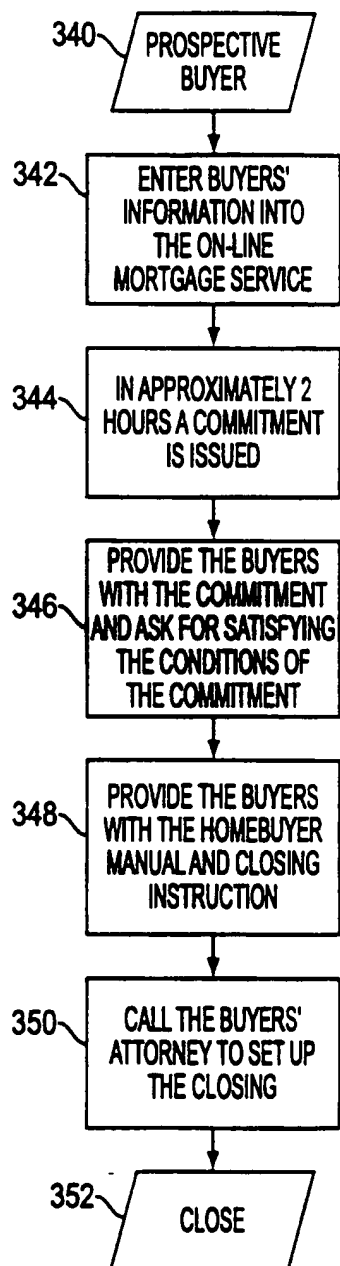 340
PROSPECTIVE
BUYER
342
ENTER BUYERS'
INFORMATION INTO
THE ON-LINE
MORTGAGE SERVICE
344
IN APPROXIMATELY 2
HOURS A COMMITMENT
IS ISSUED
346
PROVIDE THE BUYERS
WITH THE COMMITMENT
AND ASK FOR SATISFYING
THE CONDITIONS OF
THE COMMITMENT
348
PROVIDE THE BUYERS
WITH THE HOMEBUYER
MANUAL AND CLOSING
INSTRUCTION
350
CALL THE BUYERS'
ATTORNEY TO SET UP
THE CLOSING
352
CLOSE